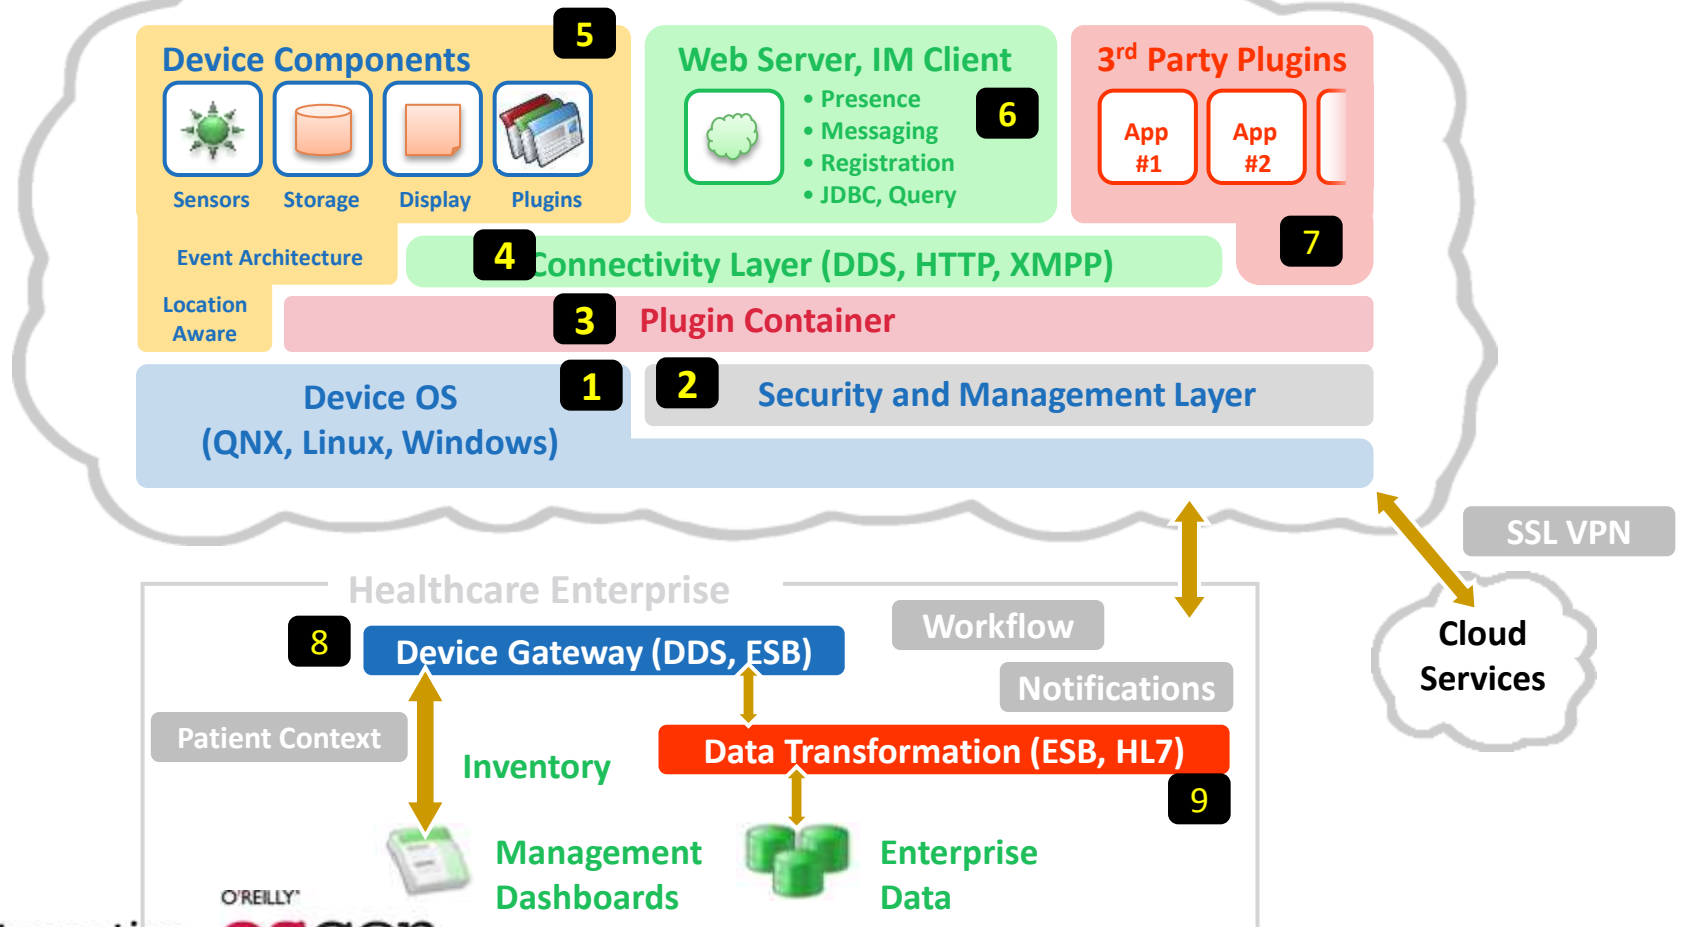 5
Device Components
Sensors
Storage
Display
Plugins
Web Server, IM Client
• Presence
• Messaging
• Registration
• JDBC, Query
6
3rd Party Plugins
App
#1
App
#2
7
Event Architecture
4
Connectivity Layer (DDS, HTTP, XMPP)
Location
Aware
3
Plugin Container
Device OS
(QNX, Linux, Windows)
1
2
Security and Management Layer
SSL VPN
Cloud
Services
Healthcare Enterprise
8
Device Gateway (DDS, ESB)
Workflow
Notifications
Patient Context
Inventory
Data Transformation (ESB, HL7)
9
Management
Dashboards
Enterprise
Data
O'REILLY